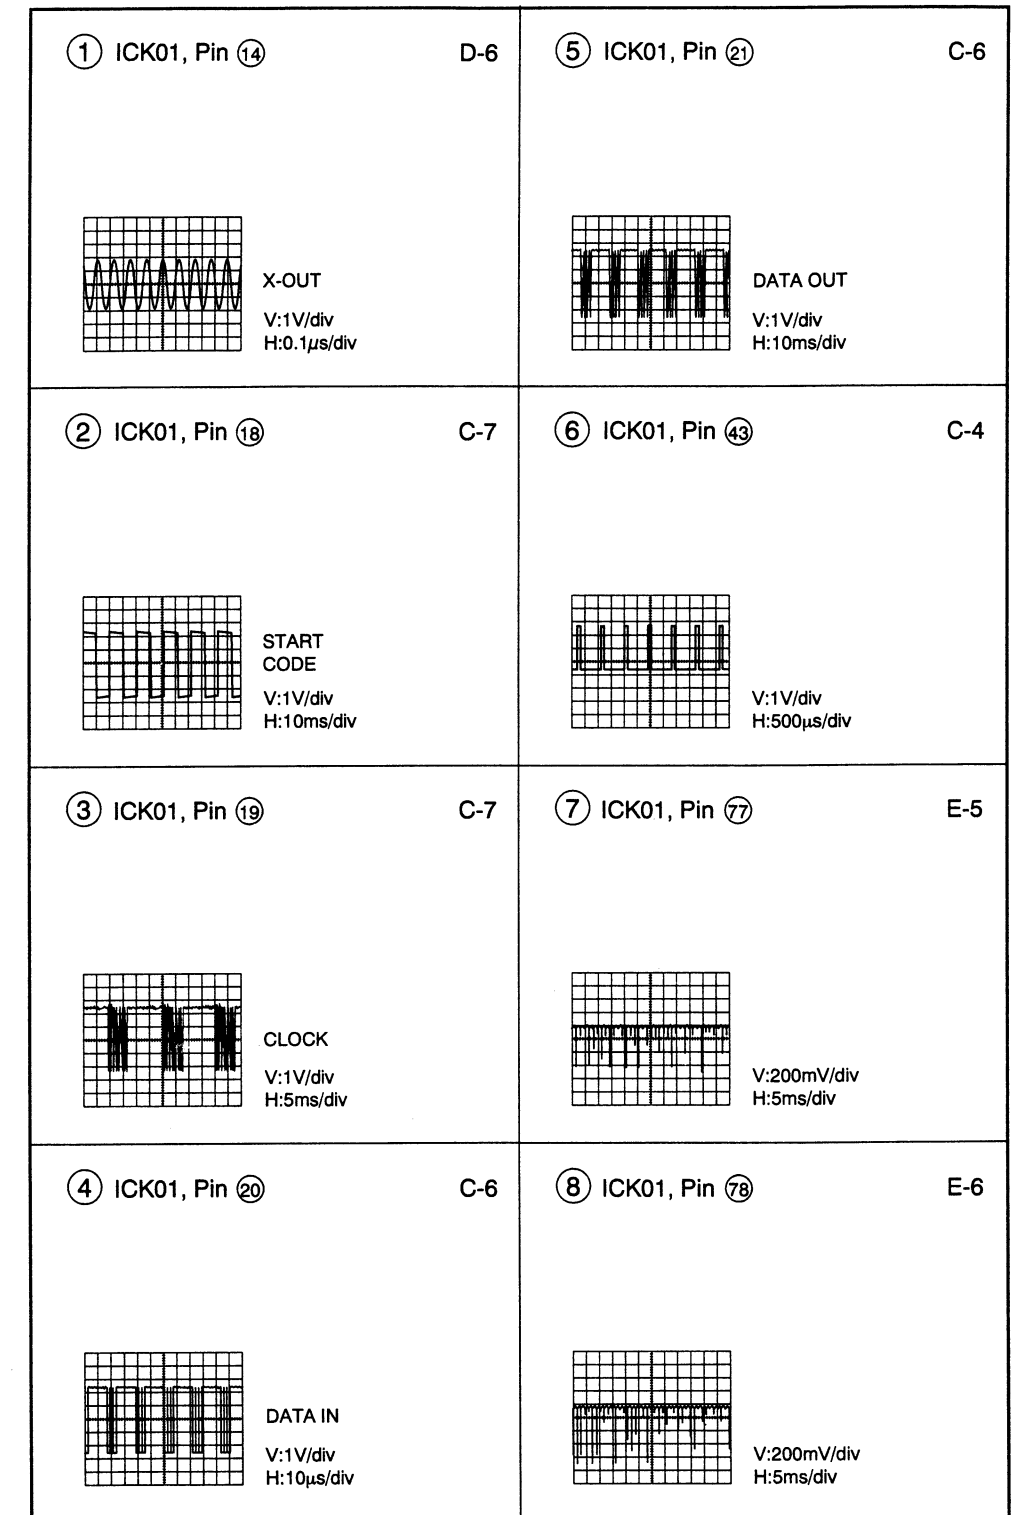 ① ICK01, Pin ⑭ D-6
X-OUT
V:1V/div
H:0.1µs/div
② ICK01, Pin ⑱ C-7
START
CODE
V:1V/div
H:10ms/div
③ ICK01, Pin ⑲ C-7
CLOCK
V:1V/div
H:5ms/div
④ ICK01, Pin ⑳ C-6
DATA IN
V:1V/div
H:10µs/div
⑤ ICK01, Pin ㉑ C-6
DATA OUT
V:1V/div
H:10ms/div
⑥ ICK01, Pin ㊸ C-4
V:1V/div
H:500µs/div
⑦ ICK01, Pin 77 E-5
V:200mV/div
H:5ms/div
⑧ ICK01, Pin 78 E-6
V:200mV/div
H:5ms/div